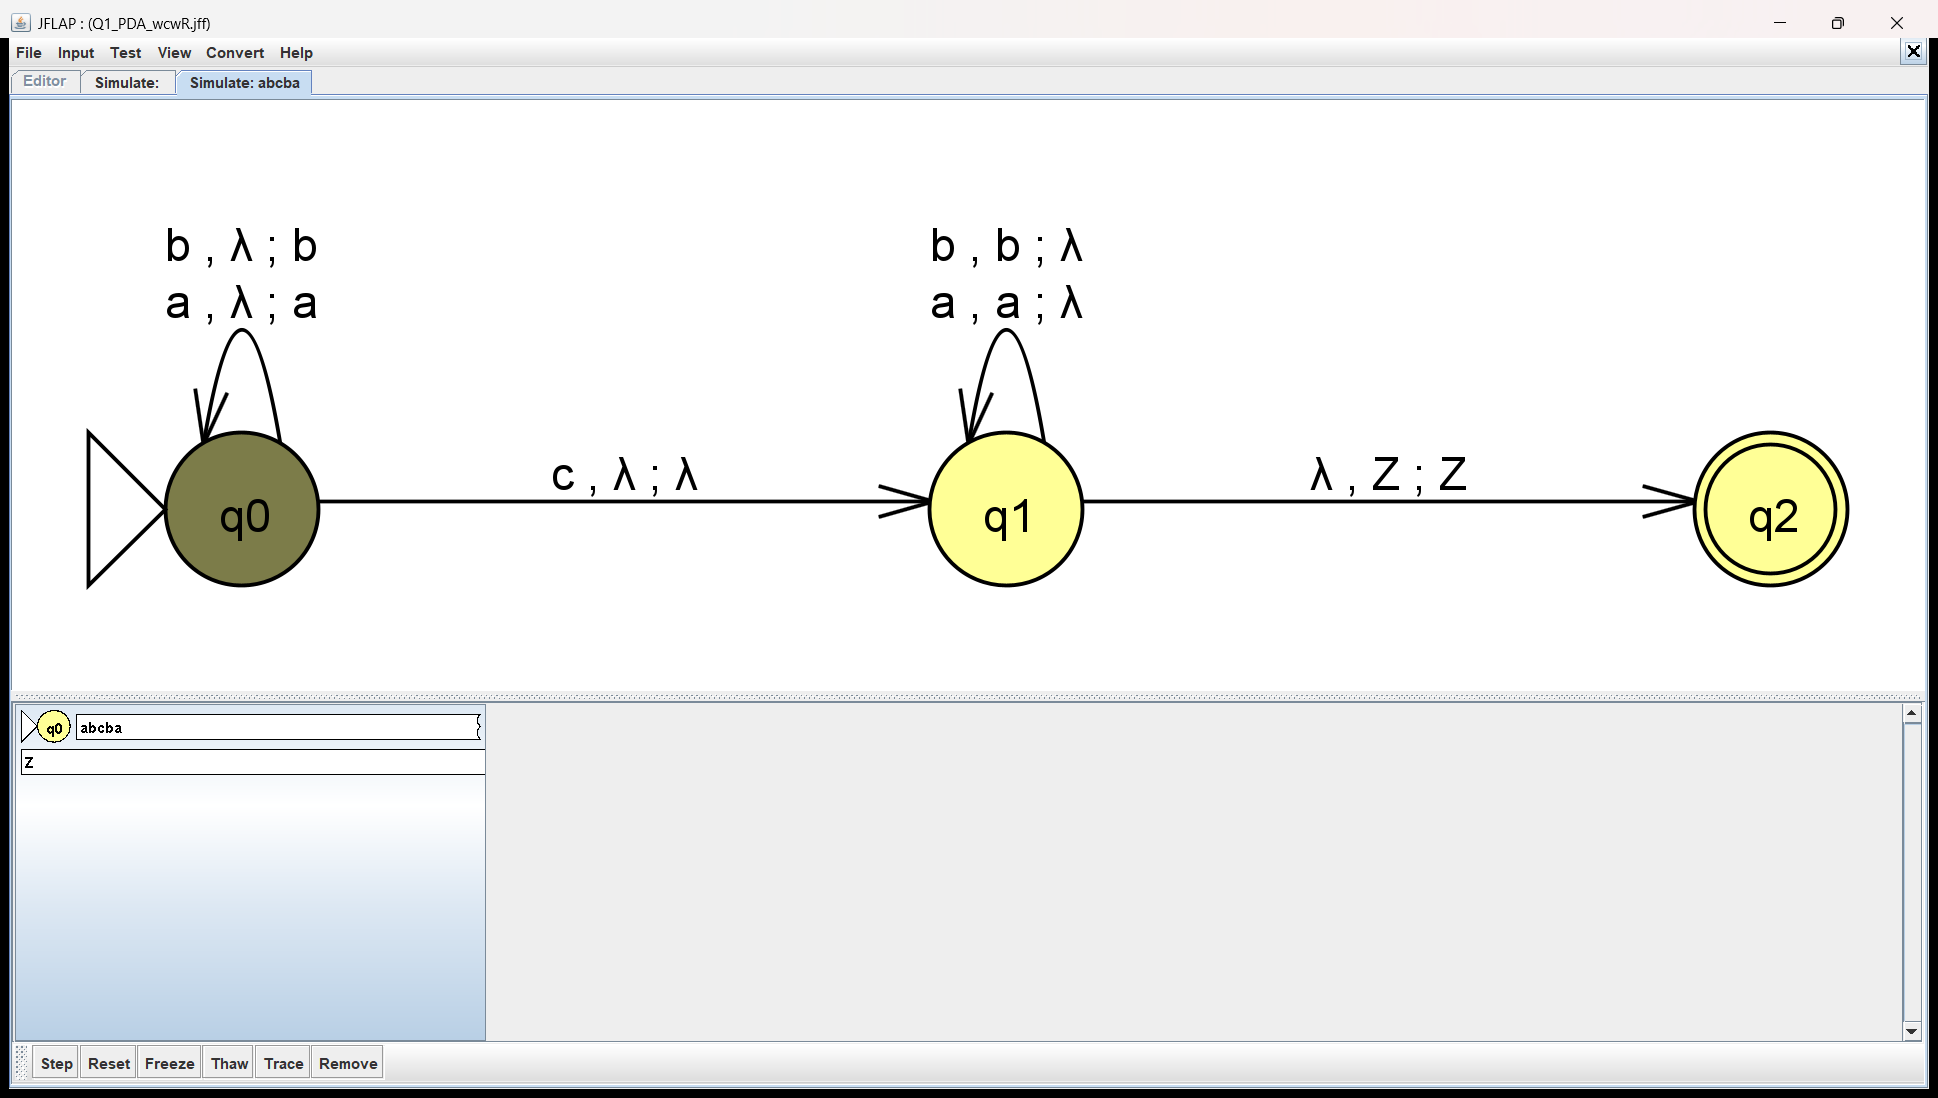 JFLAP : (Q1_PDA_wcwR.jff)
File Input Test View Convert Help
Editor Simulate: Simulate: abcba
b , λ ; b
a , λ ; a
b , b ; λ
a , a ; λ
c , λ ; λ
λ , Z ; Z
q0
q1
q2
q0 abcba
Z
Step Reset Freeze Thaw Trace Remove